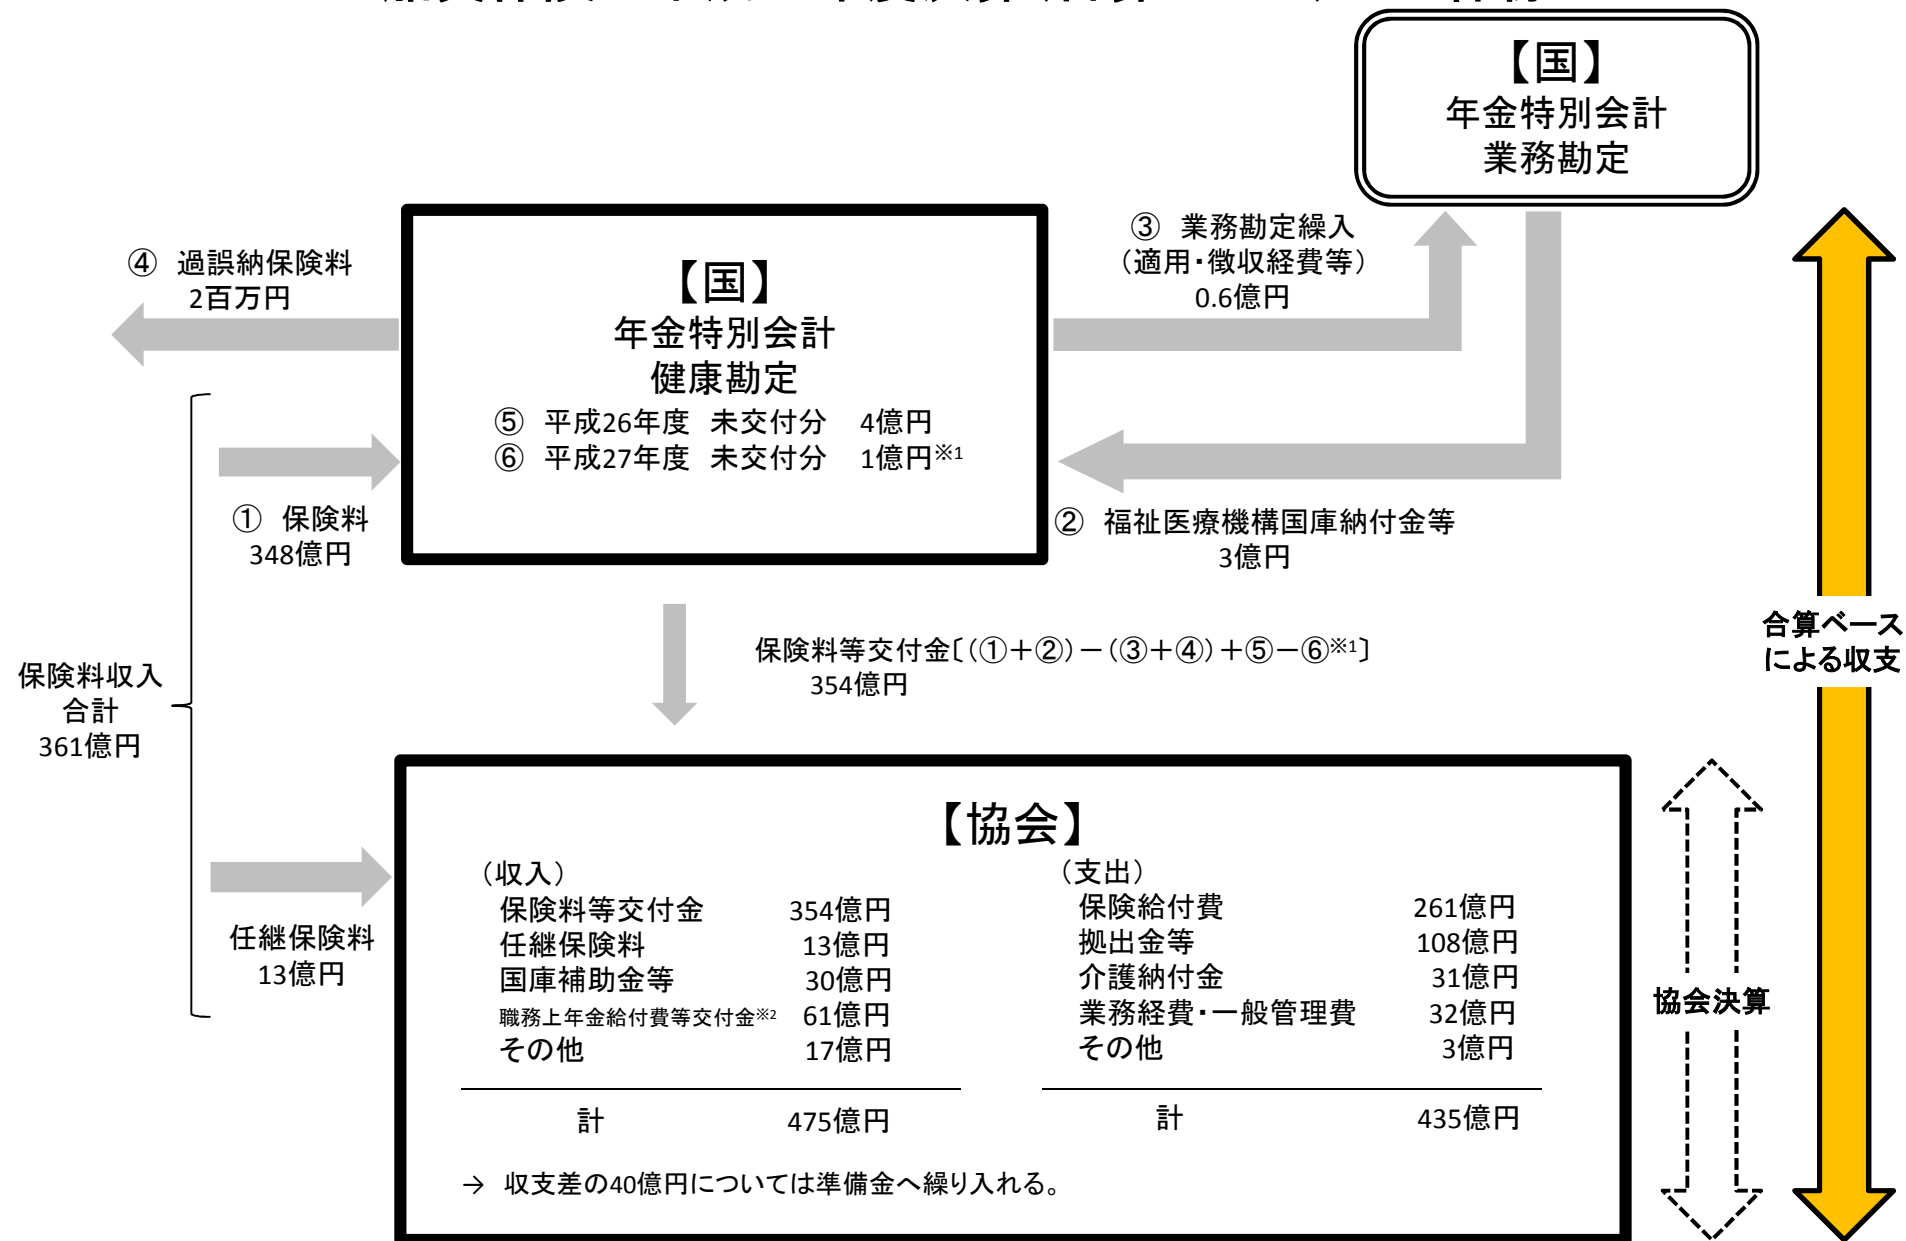 【国】
年金特別会計
業務勘定
③ 業務勘定繰入
（適用・徴収経費等）
0.6億円
④ 過誤納保険料
2百万円
【国】
年金特別会計
健康勘定
⑤ 平成26年度 未交付分 4億円
⑥ 平成27年度 未交付分 1億円※1
① 保険料
348億円
② 福祉医療機構国庫納付金等
3億円
保険料等交付金〔（①＋②）－（③＋④）＋⑤－⑥※1〕
354億円
合算ベース
による収支
保険料収入
合計
361億円
任継保険料
13億円
【協会】
（収入）
保険料等交付金 354億円
任継保険料 13億円
国庫補助金等 30億円
職務上年金給付費等交付金※2 61億円
その他 17億円
計 475億円
（支出）
保険給付費 261億円
拠出金等 108億円
介護納付金 31億円
業務経費・一般管理費 32億円
その他 3億円
計 435億円
→ 収支差の40億円については準備金へ繰り入れる。
協会決算